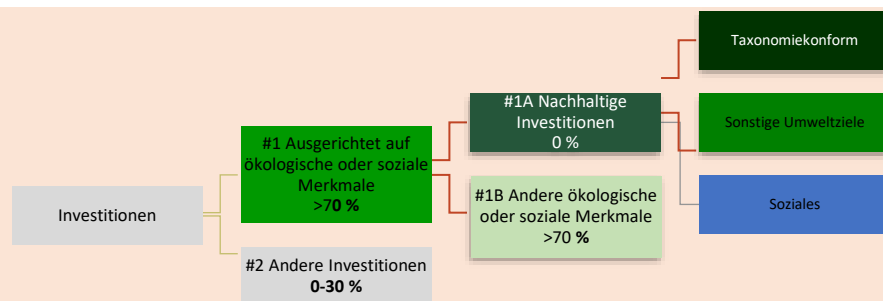 Taxonomiekonform
#1A Nachhaltige
Investitionen
0 %
Sonstige Umweltziele
#1 Ausgerichtet auf
ökologische oder soziale
Merkmale
>70 %
#1B Andere ökologische
oder soziale Merkmale
>70 %
Soziales
Investitionen
#2 Andere Investitionen
0-30 %